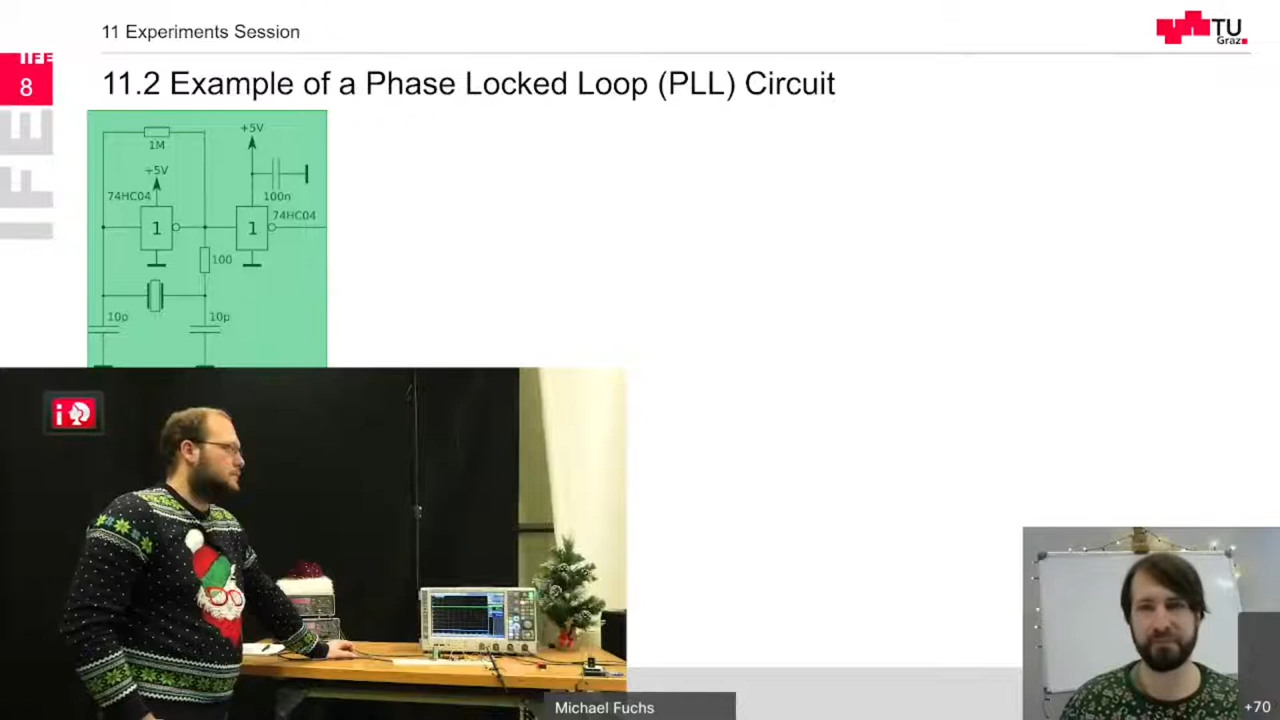 11 Experiments Session
TU
Graz
IFE
8
IFE
11.2 Example of a Phase Locked Loop (PLL) Circuit
+5V
1M
+5V
74HC04
100n
74HC04
1
1
100
10p
10p
i
Michael Fuchs
+70